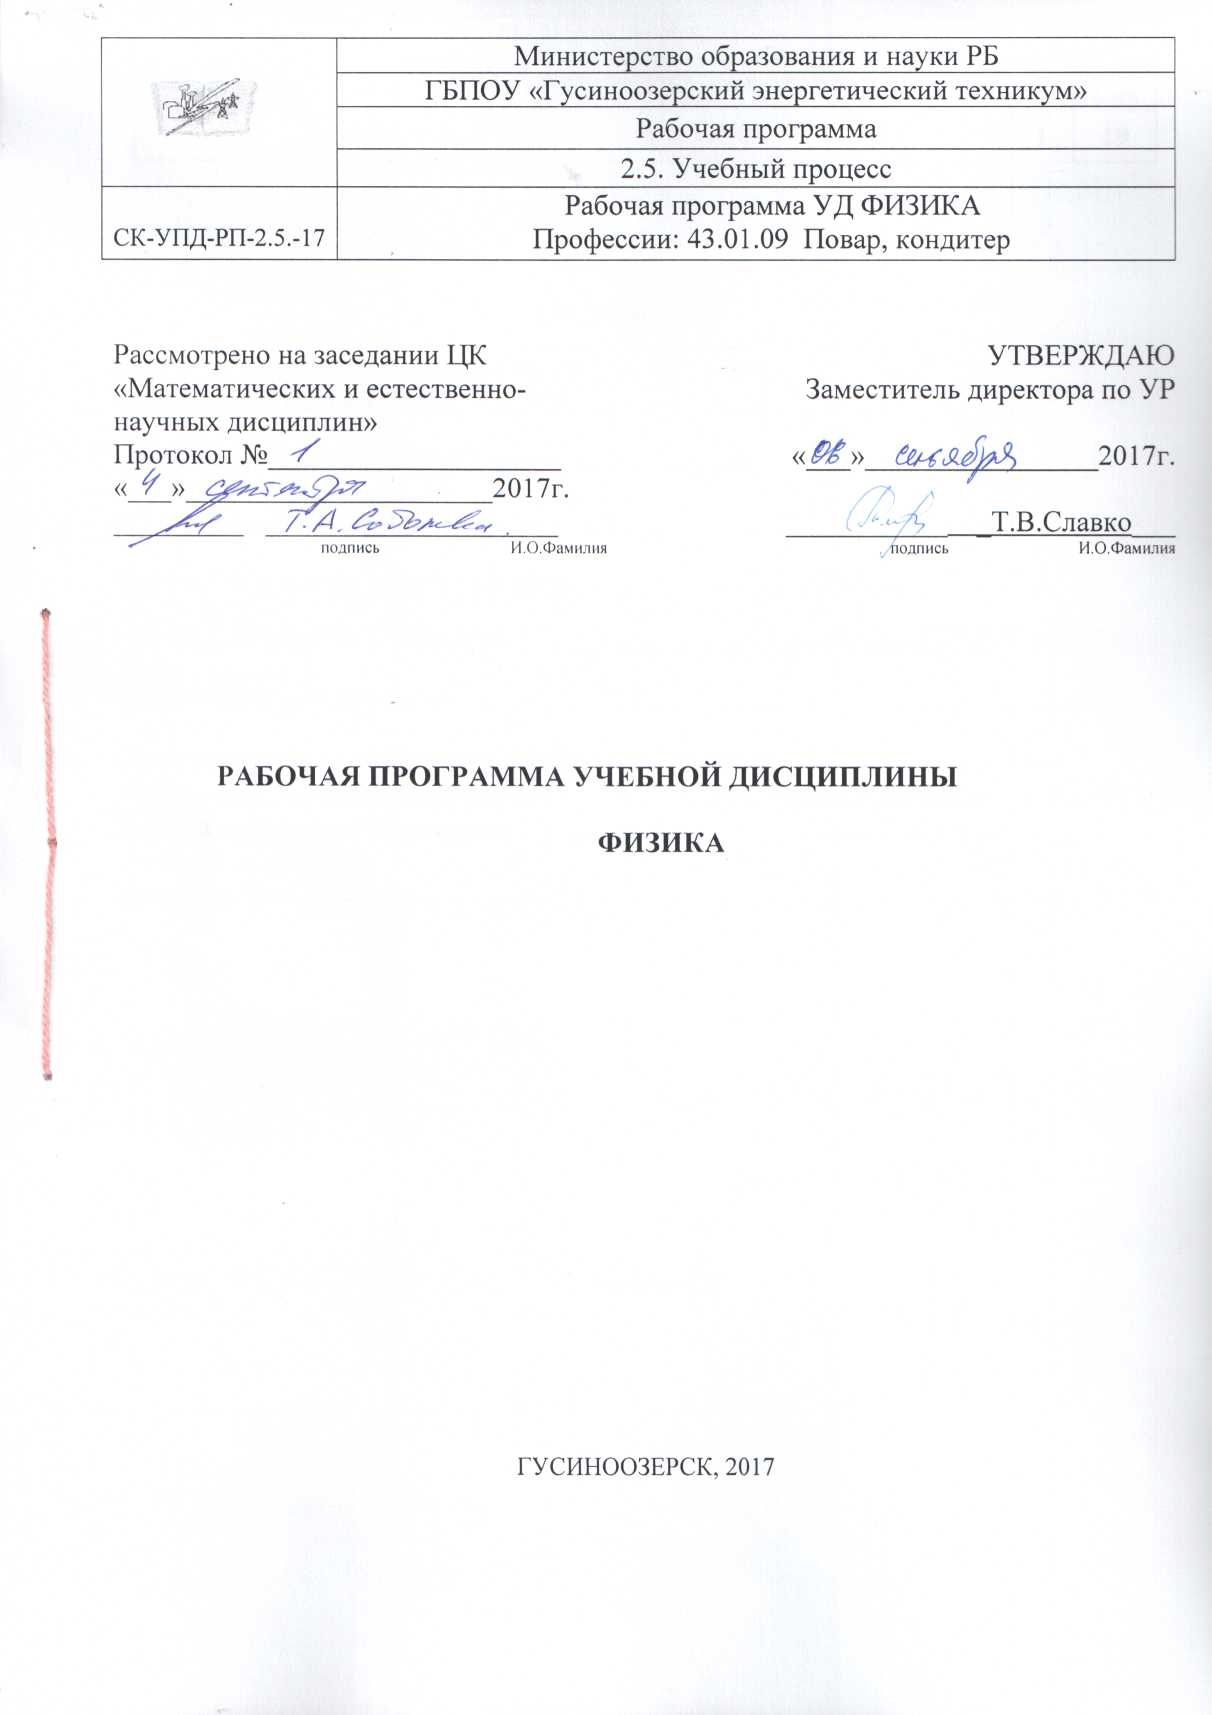 Министерство образования и науки РБ
ГБПОУ «Гусиноозерский энергетический техникум»
Рабочая программа
2.5. Учебный процесс
СК-УПД-РП-2.5.-17
Рабочая программа УД ФИЗИКА
Профессии: 43.01.09 Повар, кондитер
Рассмотрено на заседании ЦК
«Математических и естественно-
научных дисциплин»
Протокол № 1
«4» сентября 2017г.
Т.А.
подпись И.О.Фамилия
УТВЕРЖДАЮ
Заместитель директора по УР
« » сентября 2017г.
Т.В.Славко
подпись И.О.Фамилия
РАБОЧАЯ ПРОГРАММА УЧЕБНОЙ ДИСЦИПЛИНЫ
ФИЗИКА
ГУСИНООЗЕРСК, 2017